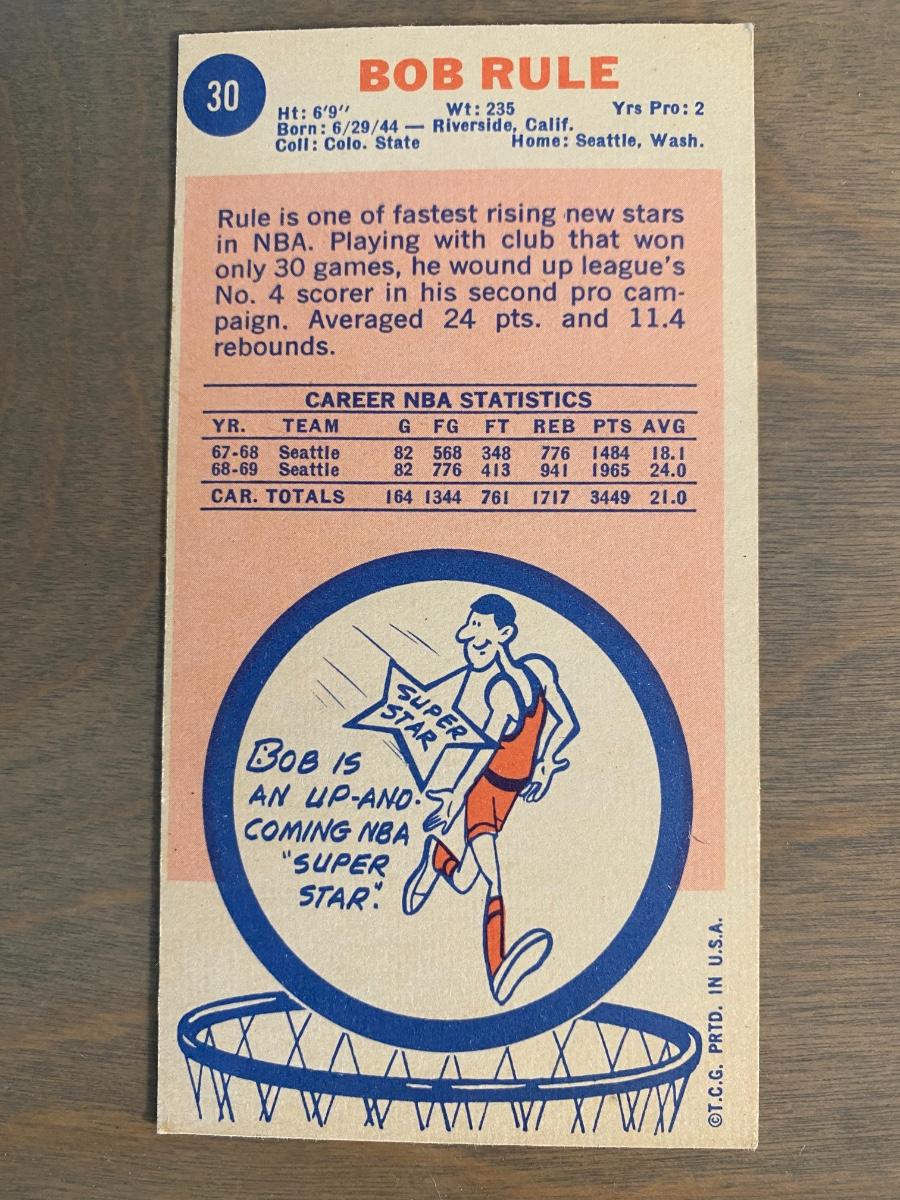 30
BOB RULE
Ht: 6'9" Wt: 235 Yrs Pro: 2
Born: 6/29/44 — Riverside, Calif.
Coll: Colo. State Home: Seattle, Wash.
Rule is one of fastest rising new stars
in NBA. Playing with club that won
only 30 games, he wound up league's
No. 4 scorer in his second pro cam-
paign. Averaged 24 pts. and 11.4
rebounds.
CAREER NBA STATISTICS
YR. TEAM G FG FT REB PTS AVG
67-68 Seattle 82 568 348 776 1484 18.1
68-69 Seattle 82 776 413 941 1965 24.0
CAR. TOTALS 164 1344 761 1717 3449 21.0
SUPER
STAR
BOB IS
AN UP-AND-
COMING NBA
"SUPER
STAR."
©T.C.G. PRTD. IN U.S.A.